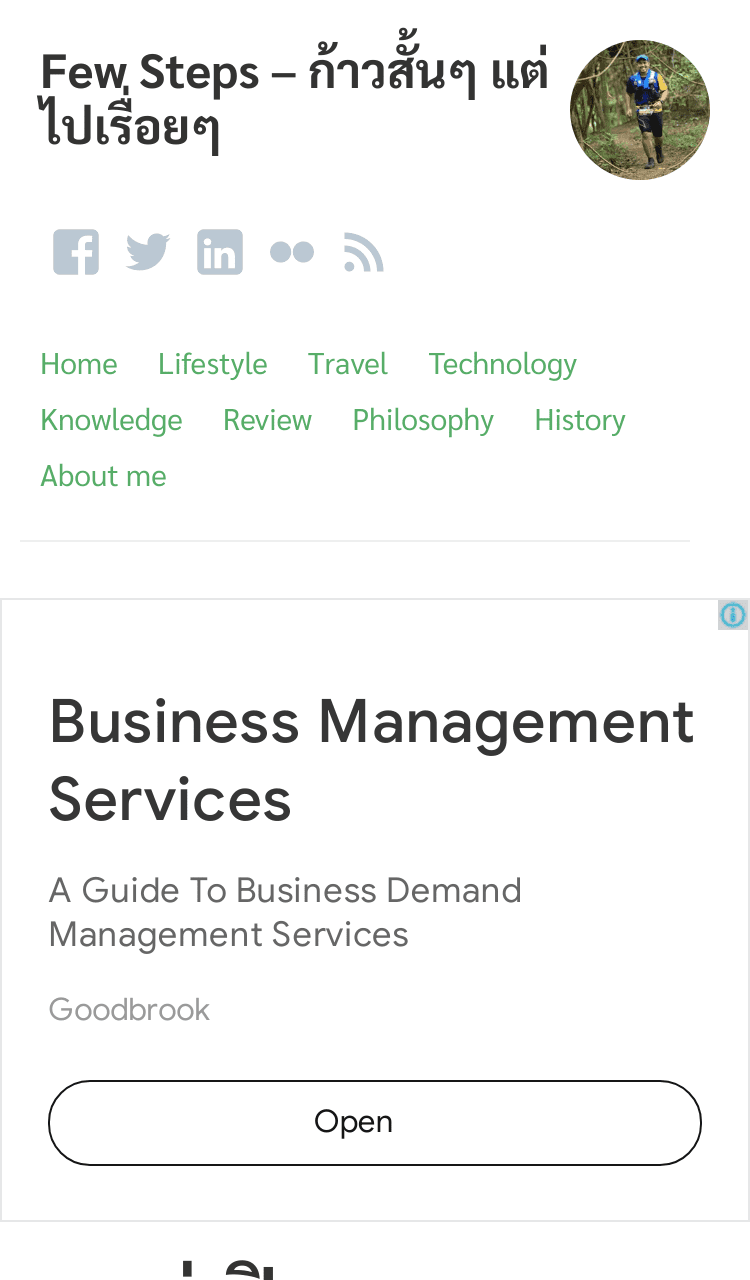 Few Steps – ก้าวสั้นๆ แต่
ไปเรื่อยๆ
Home Lifestyle Travel Technology
Knowledge Review Philosophy History
About me
Business Management
Services
A Guide To Business Demand
Management Services
Goodbrook
Open